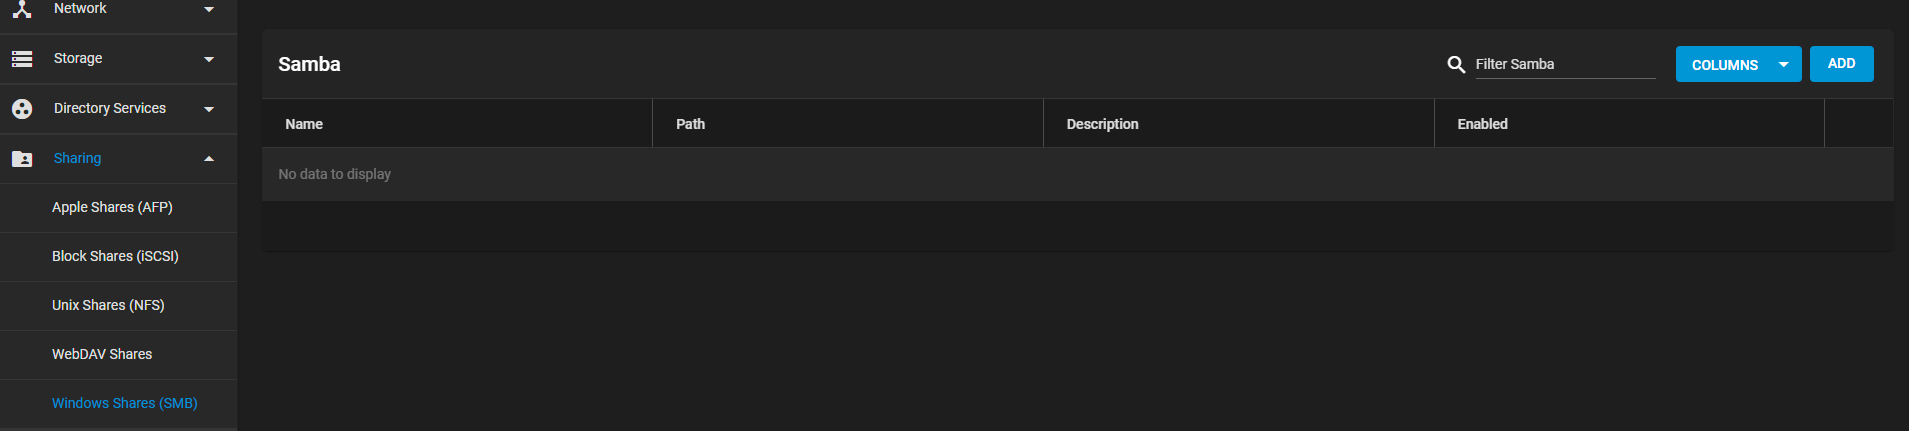 Network
Storage
Directory Services
Sharing
Apple Shares (AFP)
Block Shares (iSCSI)
Unix Shares (NFS)
WebDAV Shares
Windows Shares (SMB)
Samba
Filter Samba
COLUMNS
ADD
Name Path Description Enabled
No data to display